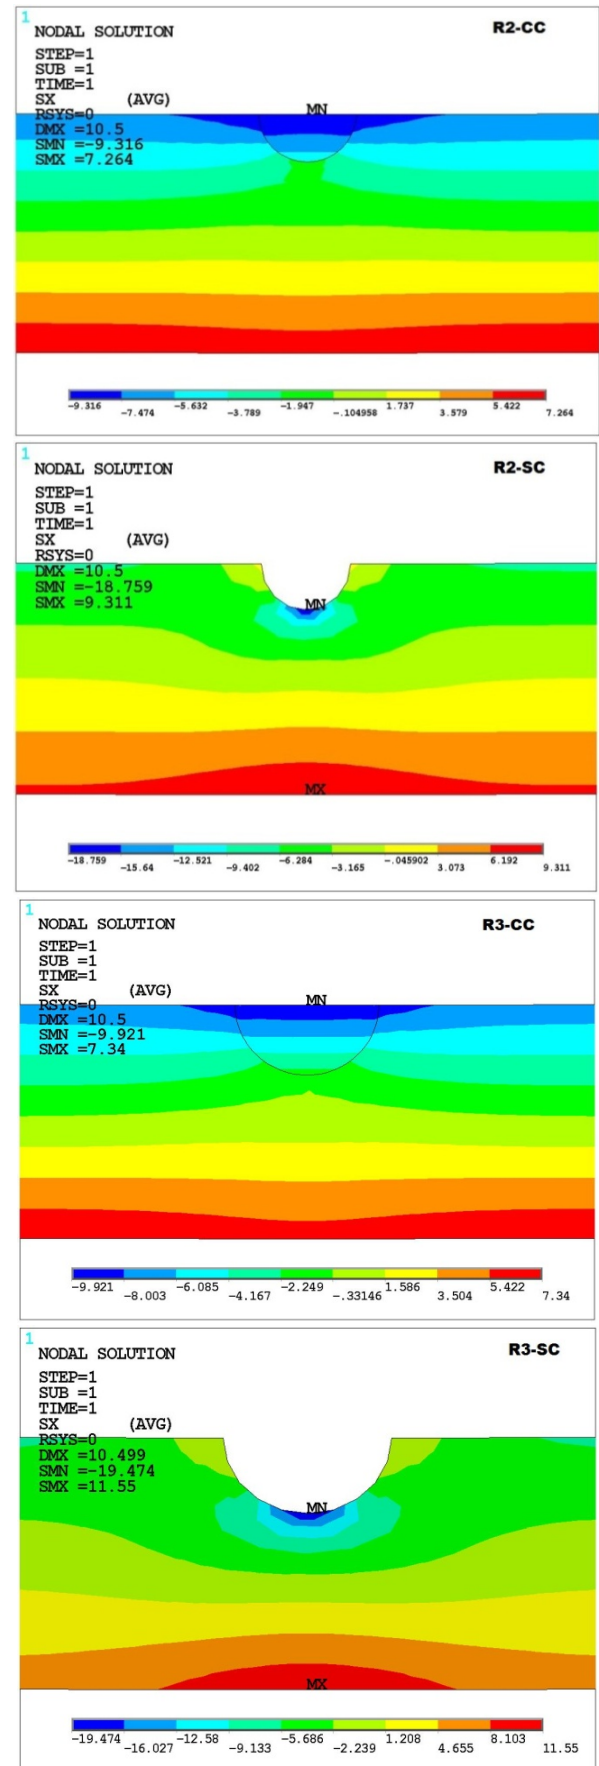 1
NODAL SOLUTION
R2-CC
STEP=1
SUB =1
TIME=1
SX (AVG)
RSYS=0
DMX =10.5
SMN =-9.316
SMX =7.264
MN
-9.316 -7.474 -5.632 -3.789 -1.947 -.104958 1.737 3.579 5.422 7.264
1
NODAL SOLUTION
R2-SC
STEP=1
SUB =1
TIME=1
SX (AVG)
RSYS=0
DMX =10.5
SMN =-18.759
SMX =9.311
MN
MX
-18.759 -15.64 -12.521 -9.402 -6.284 -3.165 -.045902 3.073 6.192 9.311
1
NODAL SOLUTION
R3-CC
STEP=1
SUB =1
TIME=1
SX (AVG)
RSYS=0
DMX =10.5
SMN =-9.921
SMX =7.34
MN
-9.921 -8.003 -6.085 -4.167 -2.249 -.33146 1.586 3.504 5.422 7.34
1
NODAL SOLUTION
R3-SC
STEP=1
SUB =1
TIME=1
SX (AVG)
RSYS=0
DMX =10.499
SMN =-19.474
SMX =11.55
MN
MX
-19.474 -16.027 -12.58 -9.133 -5.686 -2.239 1.208 4.655 8.103 11.55